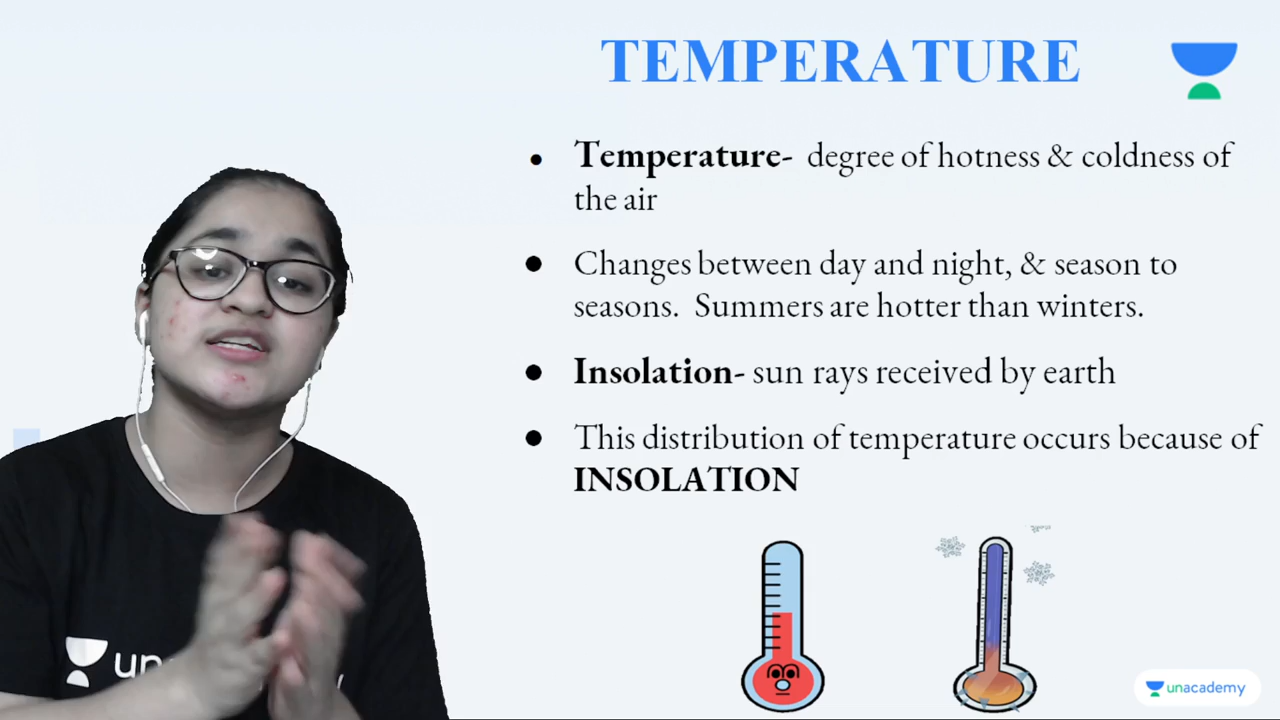 TEMPERATURE
Temperature- degree of hotness & coldness of
the air
Changes between day and night, & season to
seasons. Summers are hotter than winters.
Insolation- sun rays received by earth
This distribution of temperature occurs because of
INSOLATION
unacademy